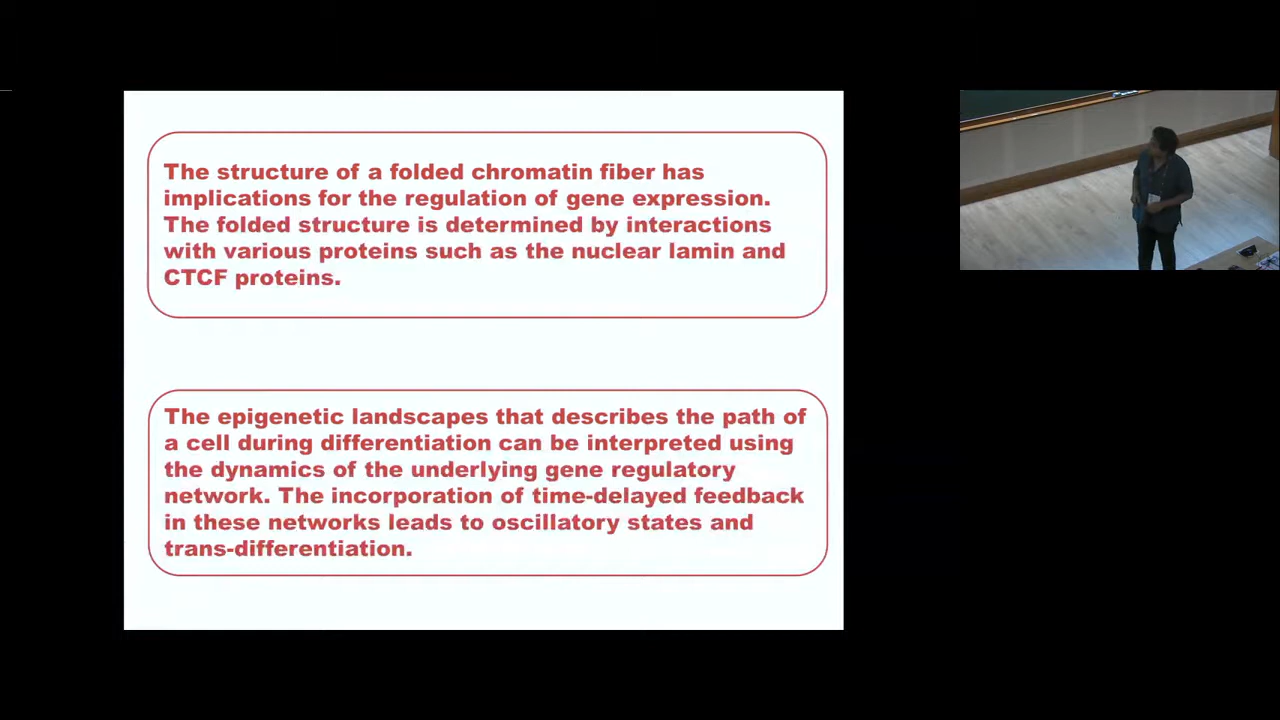 The structure of a folded chromatin fiber has
implications for the regulation of gene expression.
The folded structure is determined by interactions
with various proteins such as the nuclear lamin and
CTCF proteins.
The epigenetic landscapes that describes the path of
a cell during differentiation can be interpreted using
the dynamics of the underlying gene regulatory
network. The incorporation of time-delayed feedback
in these networks leads to oscillatory states and
trans-differentiation.